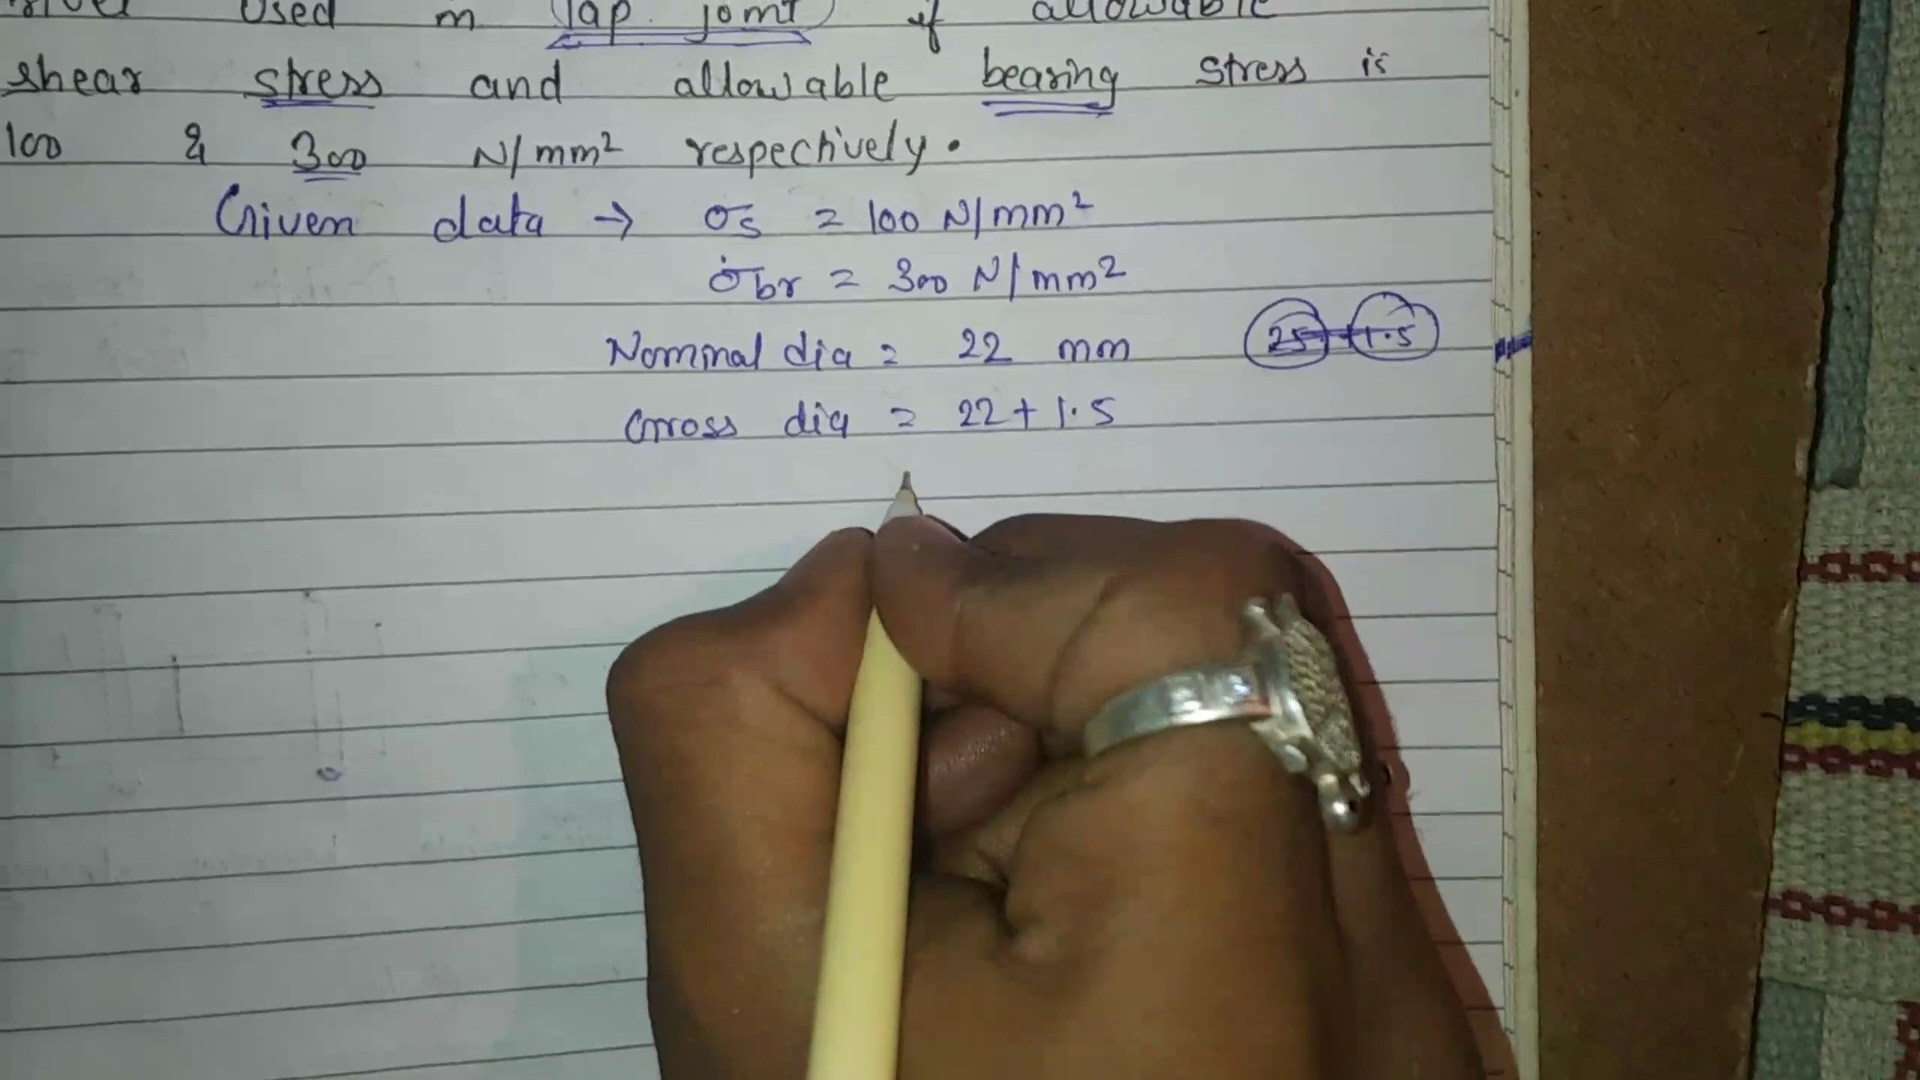 Used in lap joint if allowable
shear stress and allowable bearing stress is
100 & 300 N/mm² respectively.
Given data → σs = 100 N/mm²
σbr = 300 N/mm²
Nominal dia = 22 mm 25+1.5
Gross dia = 22+1.5